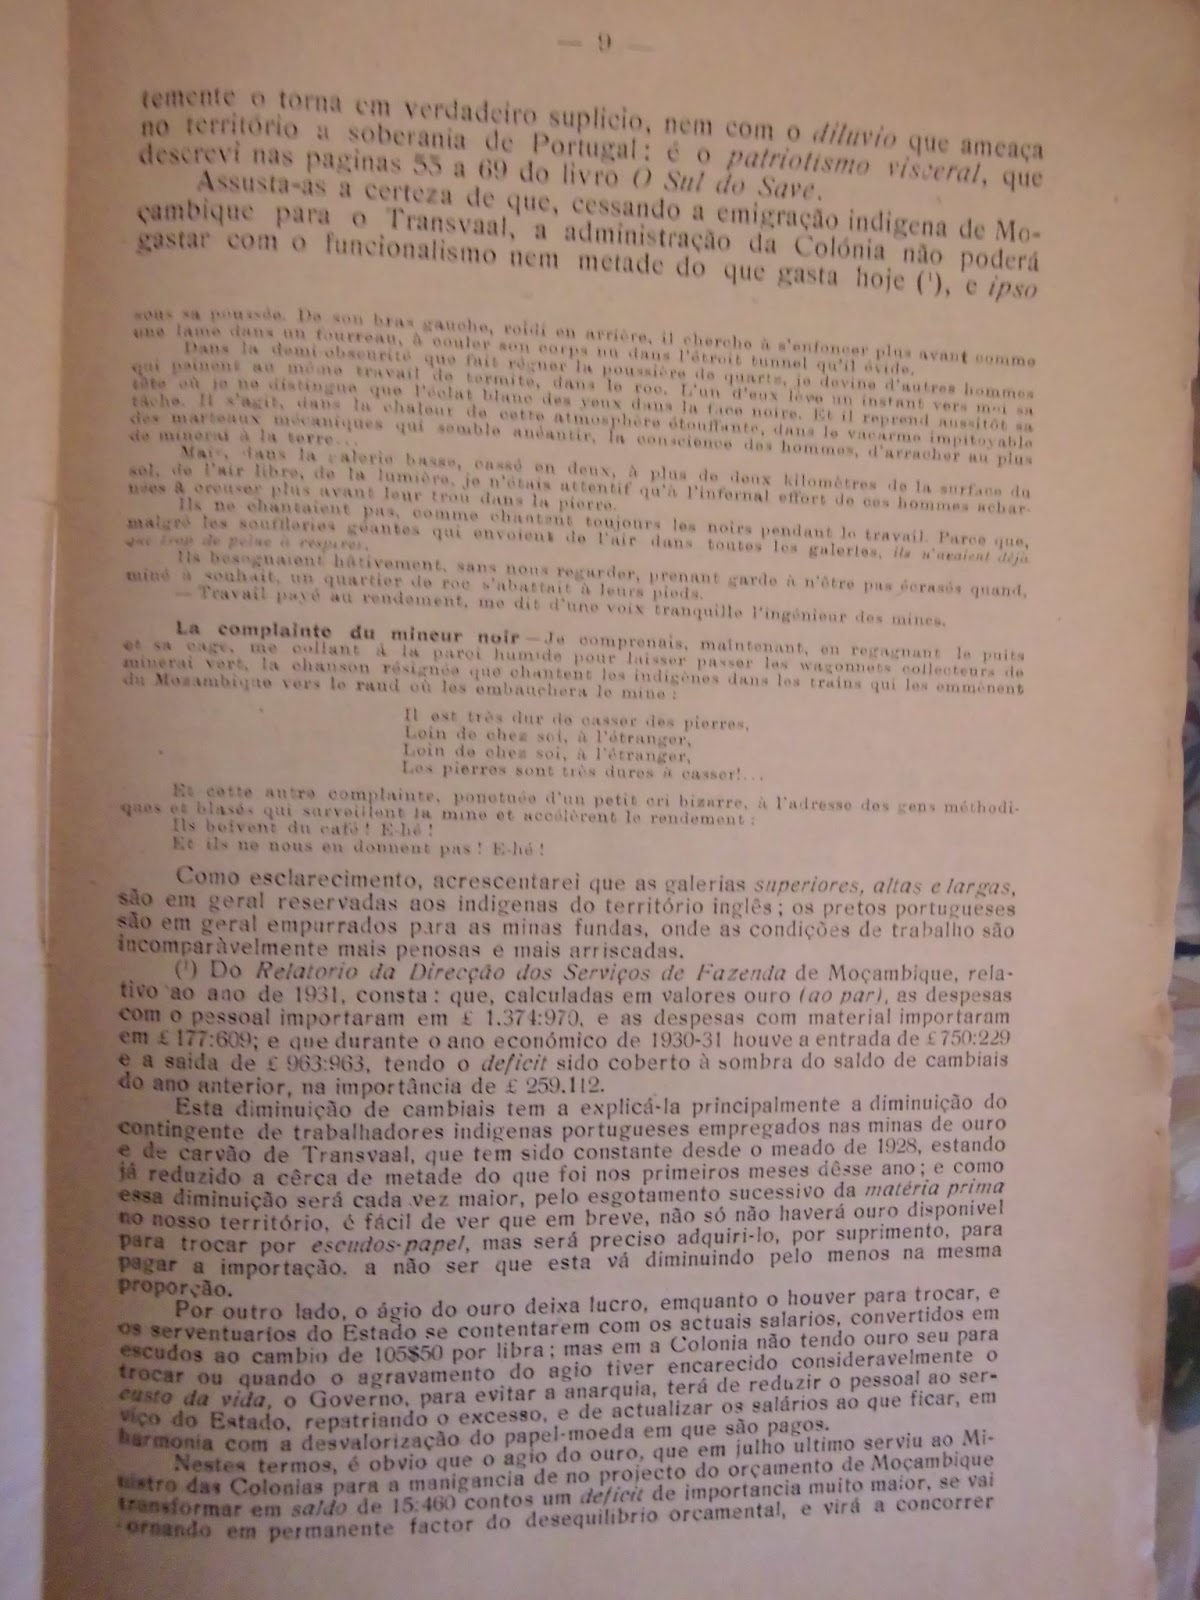 — 9 —
temente o torna em verdadeiro suplicio, nem com o diluvio que ameaça
no território a soberania de Portugal: é o patriotismo visceral, que
descrevi nas paginas 55 a 69 do livro O Sul do Save.
Assusta-as a certeza de que, cessando a emigração indigena de Mo-
çambique para o Transvaal, a administração da Colónia não poderá
gastar com o funcionalismo nem metade do que gasta hoje (¹), e ipso
sous sa poussée. De son bras gauche, roidi en arrière, il cherche à s'enfoncer plus avant comme
une lame dans un fourreau, à couler son corps nu dans l'étroit tunnel qu'il évide.
Dans la demi-obscurité que fait régner la poussière de quartz, je devine d'autres hommes
qui peinent au même travail de termite, dans le roc. L'un d'eux lève un instant vers moi sa
tête où je ne distingue que l'éclat blanc des yeux dans la face noire. Et il reprend aussitôt sa
tâche. Il s'agit, dans la chaleur de cette atmosphère étouffante, dans le vacarme impitoyable
des marteaux mécaniques qui semble anéantir, la conscience des hommes, d'arracher au plus
de minerai à la terre...
Mais, dans la galerie basse, cassé en deux, à plus de deux kilomètres de la surface du
sol, de l'air libre, de la lumière, je n'étais attentif qu'à l'infernal effort de ces hommes achar-
nées à creuser plus avant leur trou dans la pierre.
Ils ne chantaient pas, comme chantent toujours les noirs pendant le travail. Parce que,
malgré les souffleries géantes qui envoient de l'air dans toutes les galeries, ils n'avaient déjà
que trop de peine à respirer.
Ils besognaient hâtivement, sans nous regarder, prenant garde à n'être pas écrasés quand,
miné à souhait, un quartier de roc s'abattait à leurs pieds.
— Travail payé au rendement, me dit d'une voix tranquille l'ingénieur des mines.
La complainte du mineur noir — Je comprenais, maintenant, en regagnant le puits
et sa cage, me collant à la paroi humide pour laisser passer les wagonnets collecteurs de
minerai vert, la chanson résignée que chantent les indigènes dans les trains qui les emmènent
du Mozambique vers le rand où les embauchera le mine:
Il est très dur de casser des pierres,
Loin de chez soi, à l'étranger,
Loin de chez soi, à l'étranger,
Les pierres sont très dures à casser!...
Et cette autre complainte, ponctuée d'un petit cri bizarre, à l'adresse des gens méthodi-
ques et blasés qui surveillent la mine et accélèrent le rendement:
Ils boivent du café! E-hé!
Et ils ne nous en donnent pas! E-hé!
Como esclarecimento, acrescentarei que as galerias superiores, altas e largas,
são em geral reservadas aos indigenas do território inglês; os pretos portugueses
são em geral empurrados para as minas fundas, onde as condições de trabalho são
incomparàvelmente mais penosas e mais arriscadas.
(¹) Do Relatorio da Direcção dos Serviços de Fazenda de Moçambique, rela-
tivo ao ano de 1931, consta: que, calculadas em valores ouro (ao par), as despesas
com o pessoal importaram em £ 1.374:970, e as despesas com material importaram
em £ 177:609; e que durante o ano económico de 1930-31 houve a entrada de £ 750:229
e a saída de £ 963:963, tendo o deficit sido coberto à sombra do saldo de cambiais
do ano anterior, na importância de £ 259.112.
Esta diminuição de cambiais tem a explicá-la principalmente a diminuição do
contingente de trabalhadores indigenas portugueses empregados nas minas de ouro
e de carvão de Transvaal, que tem sido constante desde o meado de 1928, estando
já reduzido a cêrca de metade do que foi nos primeiros meses dêsse ano; e como
essa diminuição será cada vez maior, pelo esgotamento sucessivo da matéria prima
no nosso território, é fácil de ver que em breve, não só não haverá ouro disponivel
para trocar por escudos-papel, mas será preciso adquiri-lo, por suprimento, para
pagar a importação. a não ser que esta vá diminuindo pelo menos na mesma
proporção.
Por outro lado, o ágio do ouro deixa lucro, emquanto o houver para trocar, e
os serventuarios do Estado se contentarem com os actuais salarios, convertidos em
escudos ao cambio de 105$50 por libra; mas em a Colonia não tendo ouro seu para
trocar ou quando o agravamento do agio tiver encarecido consideravelmente o
custo da vida, o Governo, para evitar a anarquia, terá de reduzir o pessoal ao ser-
viço do Estado, repatriando o excesso, e de actualizar os salários ao que ficar, em
harmonia com a desvalorização do papel-moeda em que são pagos.
Nestes termos, é obvio que o agio do ouro, que em julho ultimo serviu ao Mi-
nistro das Colonias para a manigancia de no projecto do orçamento de Moçambique
transformar em saldo de 15:460 contos um deficit de importancia muito maior, se vai
ornando em permanente factor do desequilibrio orçamental, e virá a concorrer